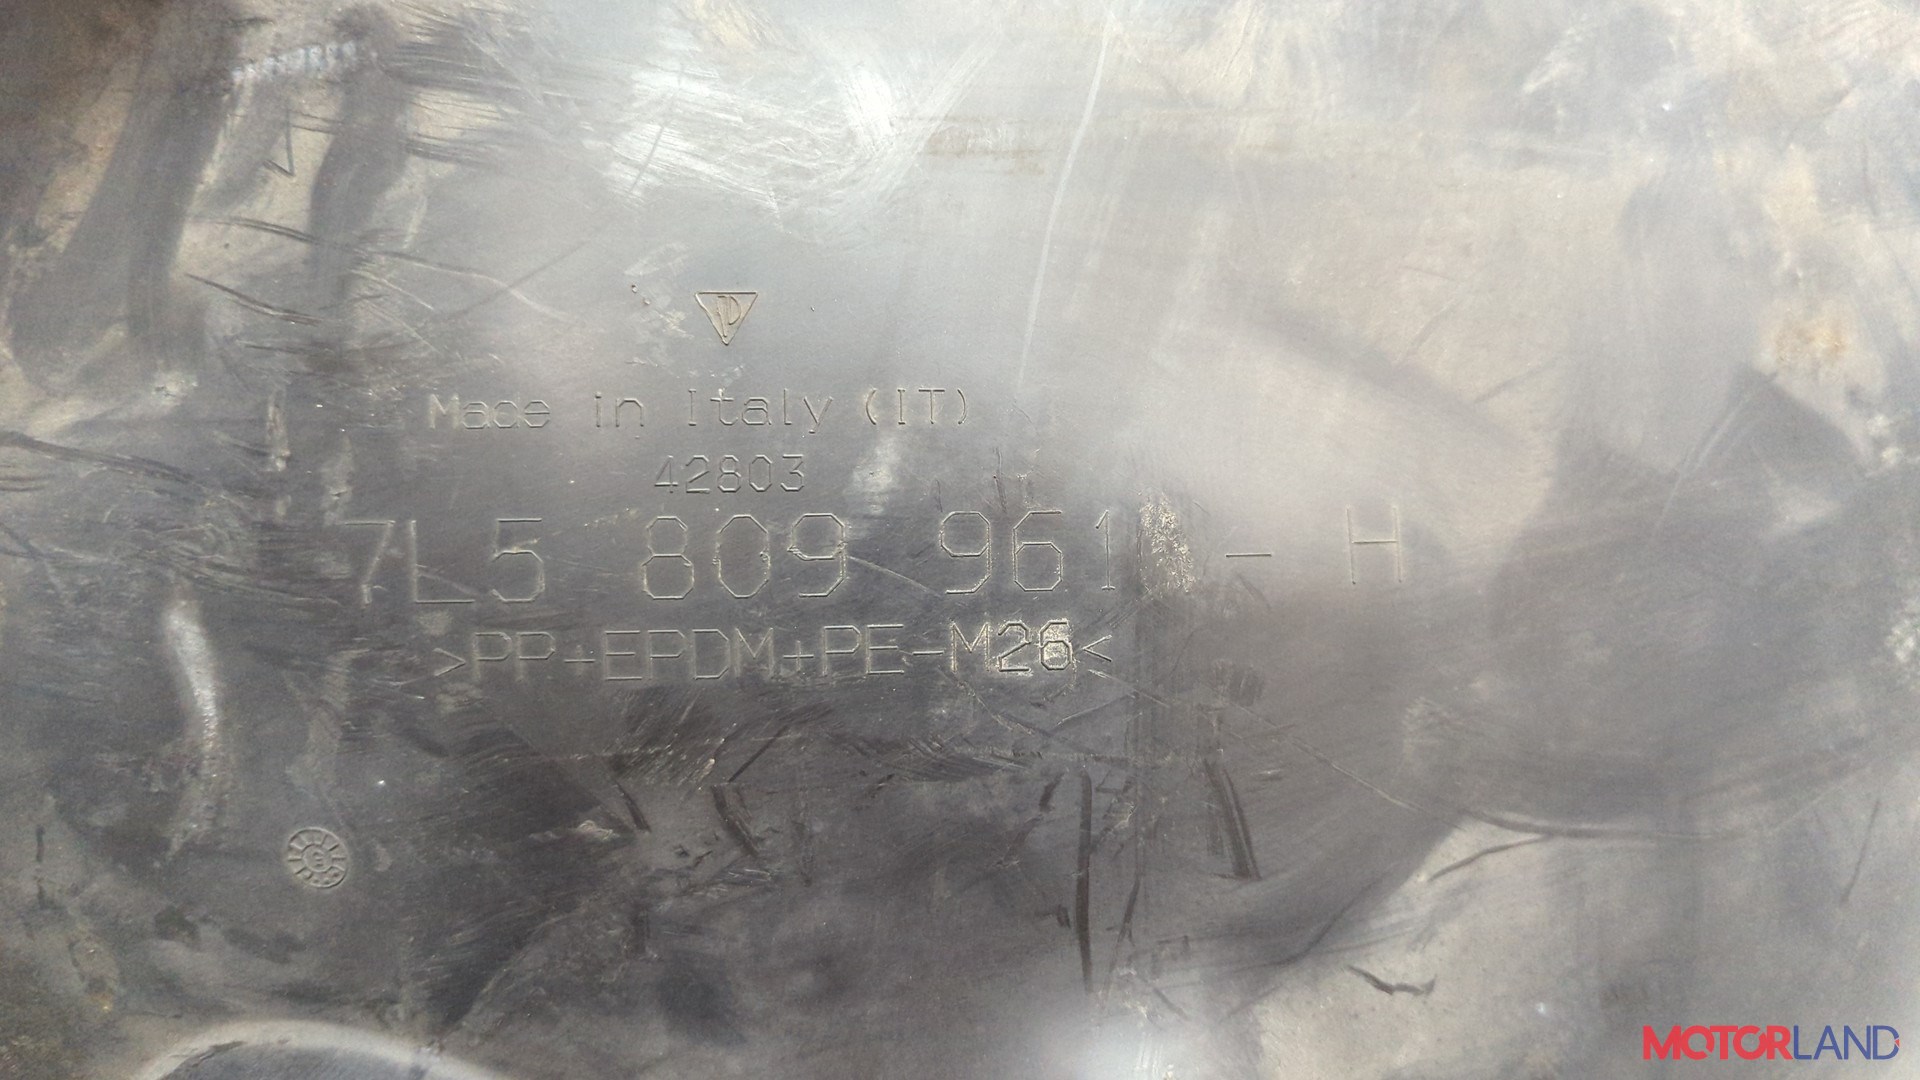 Made in Italy (IT)
42803
7L5 809 961 - H
>PP+EPDM+PE-M26<
MOTORLAND